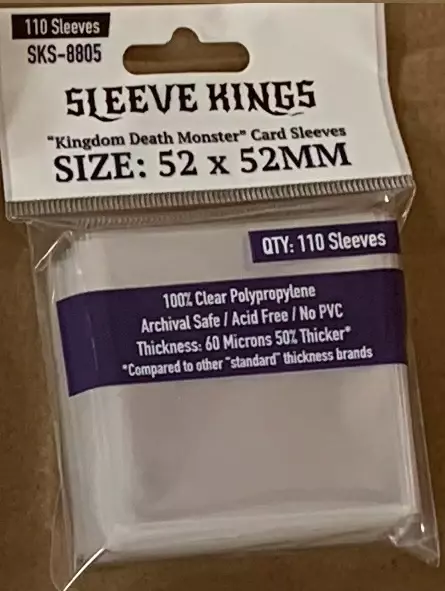 110 Sleeves
SKS-8805
SLEEVE KINGS
"Kingdom Death Monster" Card Sleeves
SIZE: 52 x 52MM
QTY: 110 Sleeves
100% Clear Polypropylene
Archival Safe / Acid Free / No PVC
Thickness: 60 Microns 50% Thicker*
*Compared to other "standard" thickness brands